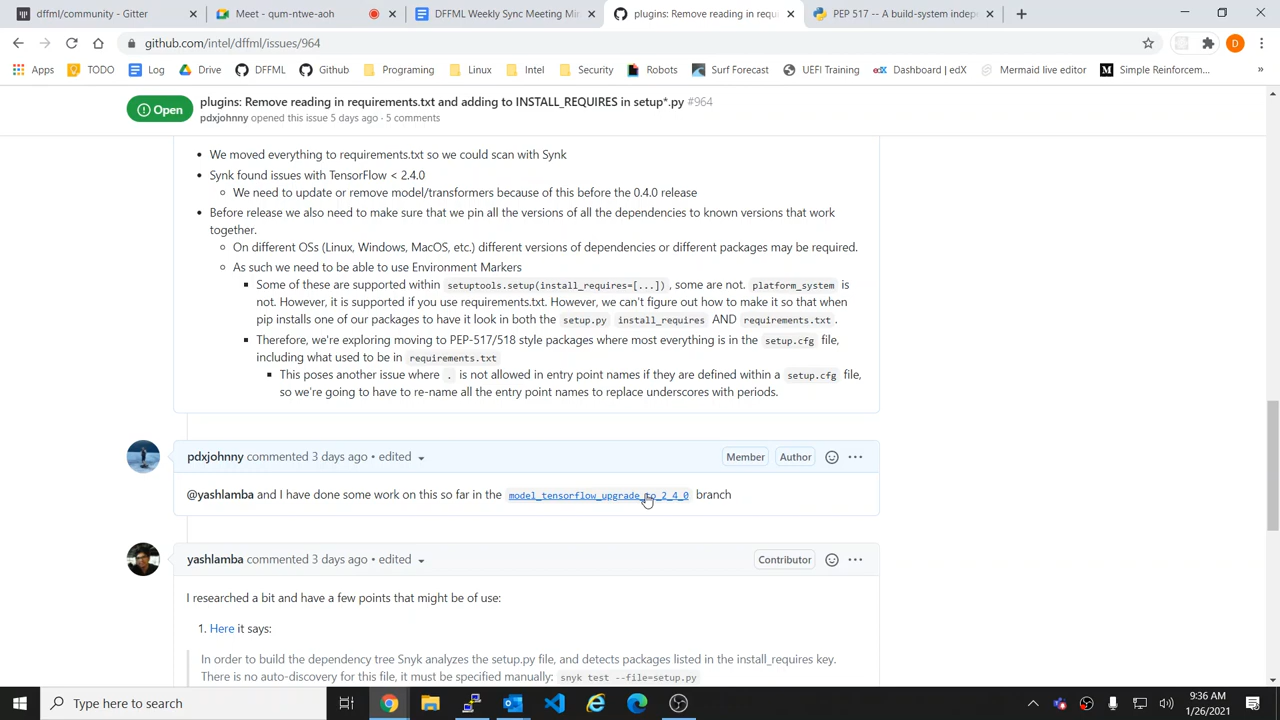 dffml/community - Gitter
Meet - qum-ntwe-aoh
DFFML Weekly Sync Meeting Mi
plugins: Remove reading in requi
PEP 517 -- A build-system indepe
github.com/intel/dffml/issues/964
D
Apps
TODO
Log
Drive
DFFML
Github
Programing
Linux
Intel
Security
Robots
Surf Forecast
UEFI Training
Dashboard | edX
Mermaid live editor
Simple Reinforcem...
»
Open
plugins: Remove reading in requirements.txt and adding to INSTALL_REQUIRES in setup*.py #964
pdxjohnny opened this issue 5 days ago · 5 comments
• We moved everything to requirements.txt so we could scan with Synk
• Synk found issues with TensorFlow < 2.4.0
We need to update or remove model/transformers because of this before the 0.4.0 release
• Before release we also need to make sure that we pin all the versions of all the dependencies to known versions that work
together.
On different OSs (Linux, Windows, MacOS, etc.) different versions of dependencies or different packages may be required.
As such we need to be able to use Environment Markers
Some of these are supported within setuptools.setup(install_requires=[...]), some are not. platform_system is
not. However, it is supported if you use requirements.txt. However, we can't figure out how to make it so that when
pip installs one of our packages to have it look in both the setup.py install_requires AND requirements.txt.
Therefore, we're exploring moving to PEP-517/518 style packages where most everything is in the setup.cfg file,
including what used to be in requirements.txt
This poses another issue where . is not allowed in entry point names if they are defined within a setup.cfg file,
so we're going to have to re-name all the entry point names to replace underscores with periods.
pdxjohnny commented 3 days ago • edited
Member
Author
@yashlamba and I have done some work on this so far in the model_tensorflow_upgrade_to_2_4_0 branch
yashlamba commented 3 days ago • edited
Contributor
I researched a bit and have a few points that might be of use:
1. Here it says:
In order to build the dependency tree Snyk analyzes the setup.py file, and detects packages listed in the install_requires key.
There is no auto-discovery for this file, it must be specified manually: snyk test --file=setup.py
Type here to search
9:36 AM
1/26/2021